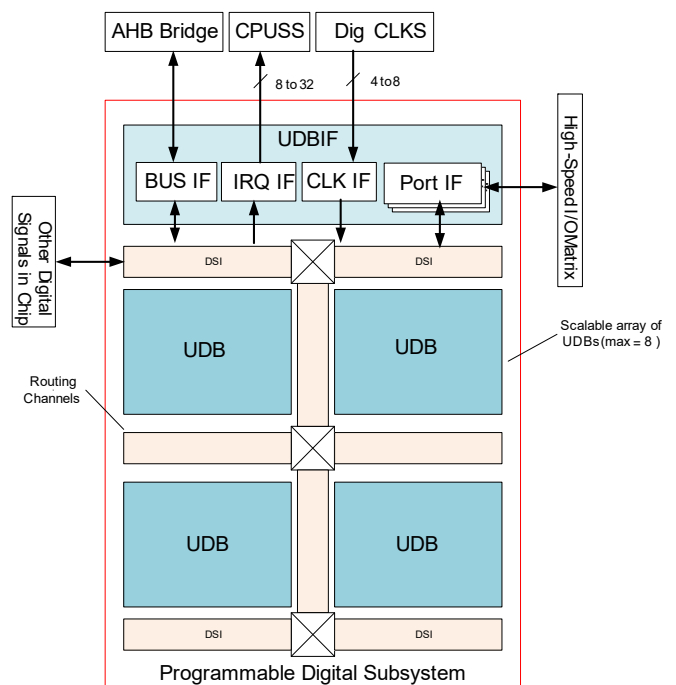 AHB Bridge
CPUSS
Dig CLKS
8 to 32
4 to 8
UDBIF
BUS IF
IRQ IF
CLK IF
Port IF
High-Speed I/OMatrix
Other Digital
Signals in Chip
DSI
DSI
UDB
UDB
Scalable array of
UDBs (max = 8 )
Routing
Channels
UDB
UDB
DSI
DSI
Programmable Digital Subsystem